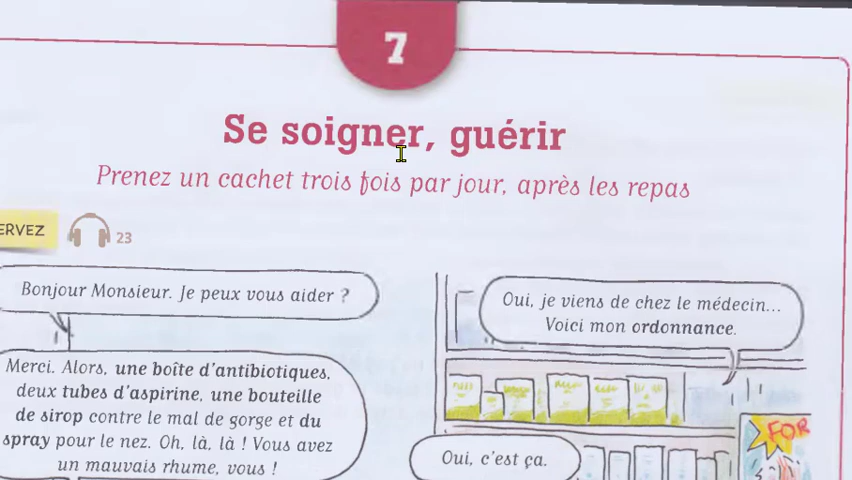 7
Se soigner, guérir
Prenez un cachet trois fois par jour, après les repas
ERVEZ
23
Bonjour Monsieur. Je peux vous aider ?
Oui, je viens de chez le médecin...
Voici mon ordonnance.
Merci. Alors, une boîte d'antibiotiques,
deux tubes d'aspirine, une bouteille
de sirop contre le mal de gorge et du
spray pour le nez. Oh, là, là ! Vous avez
un mauvais rhume, vous !
Oui, c'est ça.
FOR